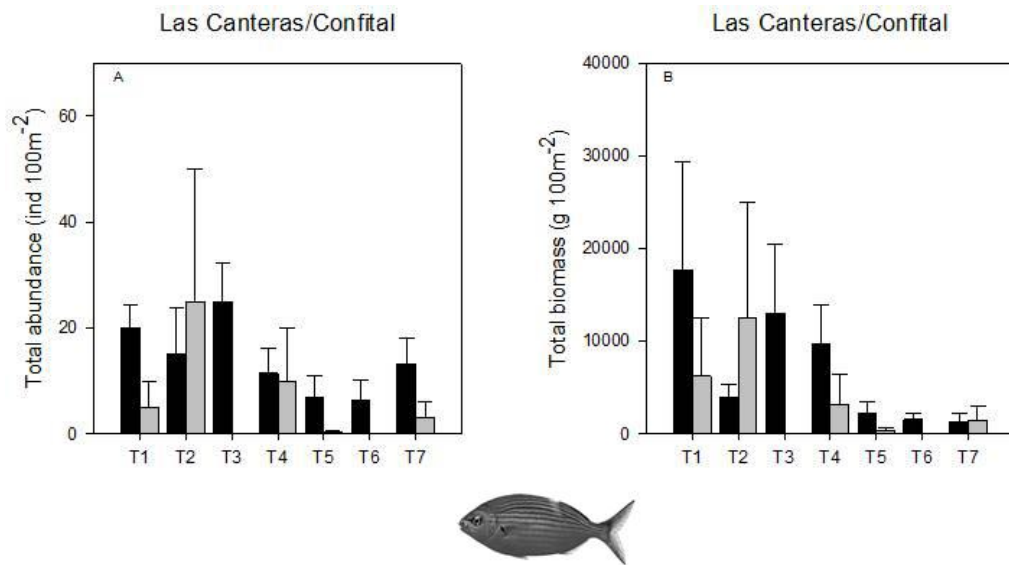 Las Canteras/Confital
A
Total abundance (ind 100m-2)
60
40
20
0
T1 T2 T3 T4 T5 T6 T7
Las Canteras/Confital
B
Total biomass (g 100m-2)
40000
30000
20000
10000
0
T1 T2 T3 T4 T5 T6 T7